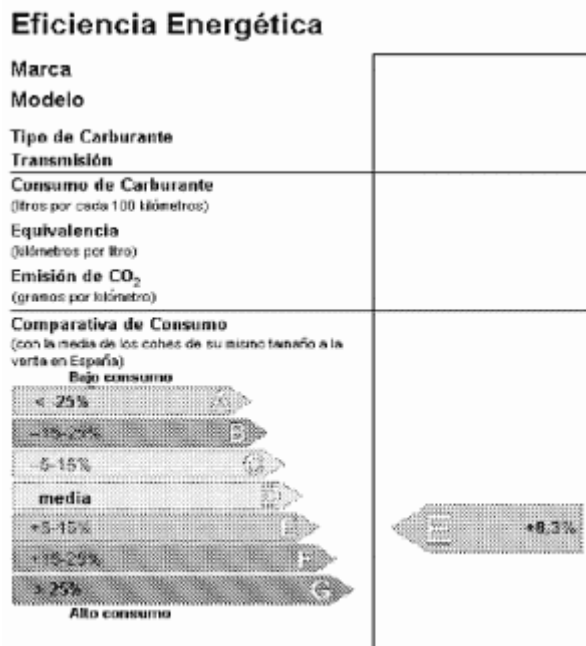 Eficiencia Energética
Marca
Modelo
Tipo de Carburante
Transmisión
Consumo de Carburante
(litros por cada 100 kilómetros)
Equivalencia
(kilómetros por litro)
Emisión de CO₂
(gramos por kilómetro)
Comparativa de Consumo
(con la media de los cohes de su mismo tamaño a la
venta en España)
Bajo consumo
< -25% A
-15-25% B
-5-15% C
media D
+5-15% E
+15-25% F
> 25% G
Alto consumo
E +8,3%